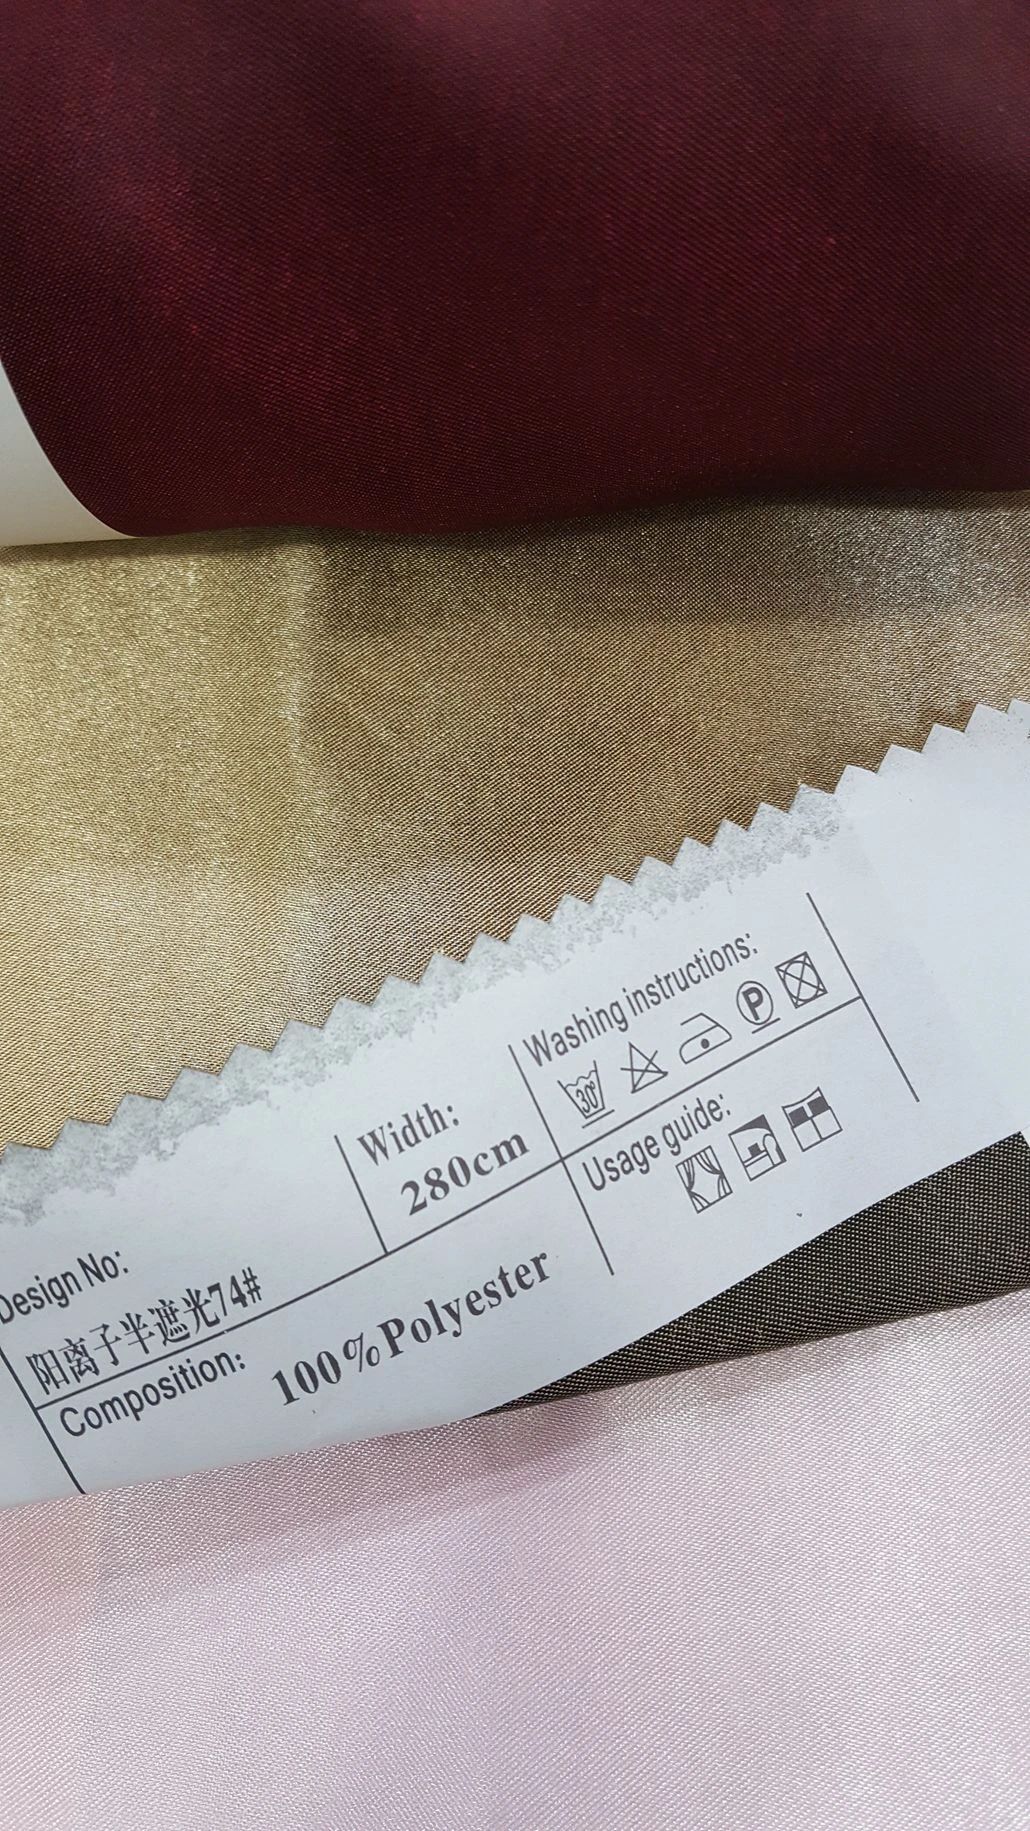 Design No:
阳离子半遮光74#
Width:
280cm
Washing instructions:
30°
P
Composition:
100%Polyester
Usage guide: